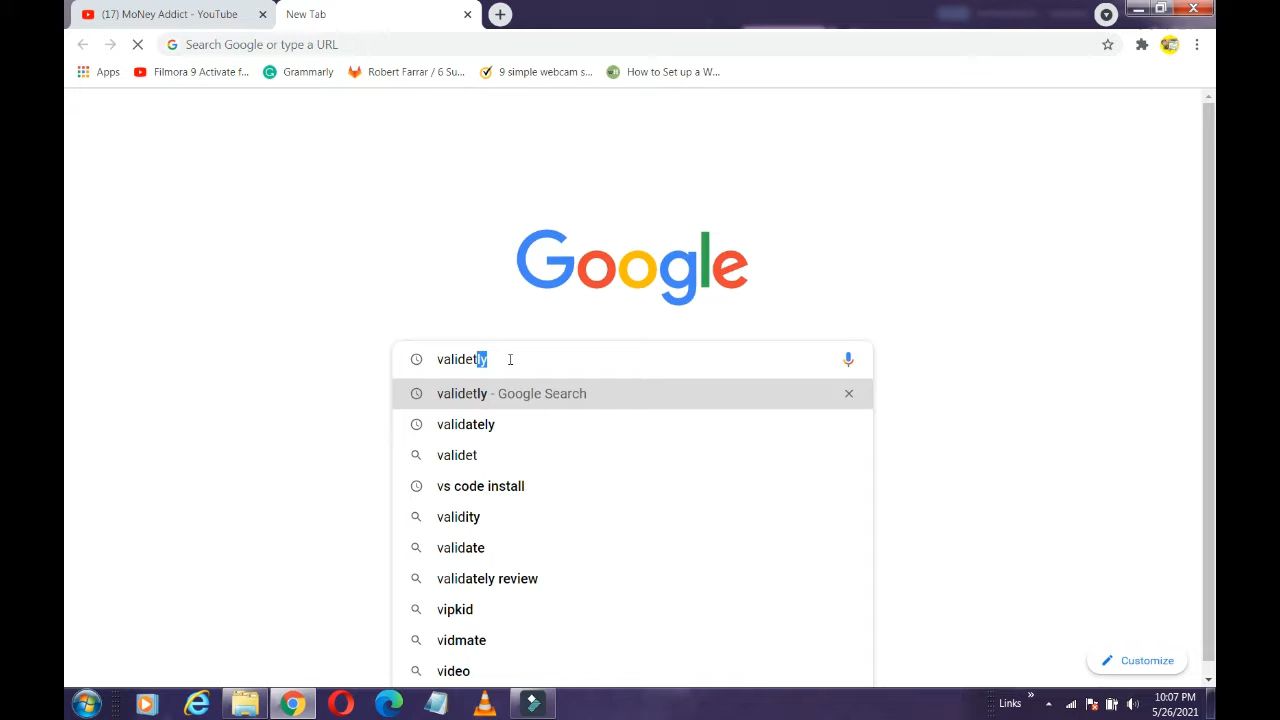 (17) MoNey Addict - YouTube
New Tab
Search Google or type a URL
Apps
Filmora 9 Activate f...
Grammarly
Robert Farrar / 6 Su...
9 simple webcam s...
How to Set up a W...
Google
validetly
validetly - Google Search
validately
validet
vs code install
validity
validate
validately review
vipkid
vidmate
video
Customize
Links
10:07 PM
5/26/2021